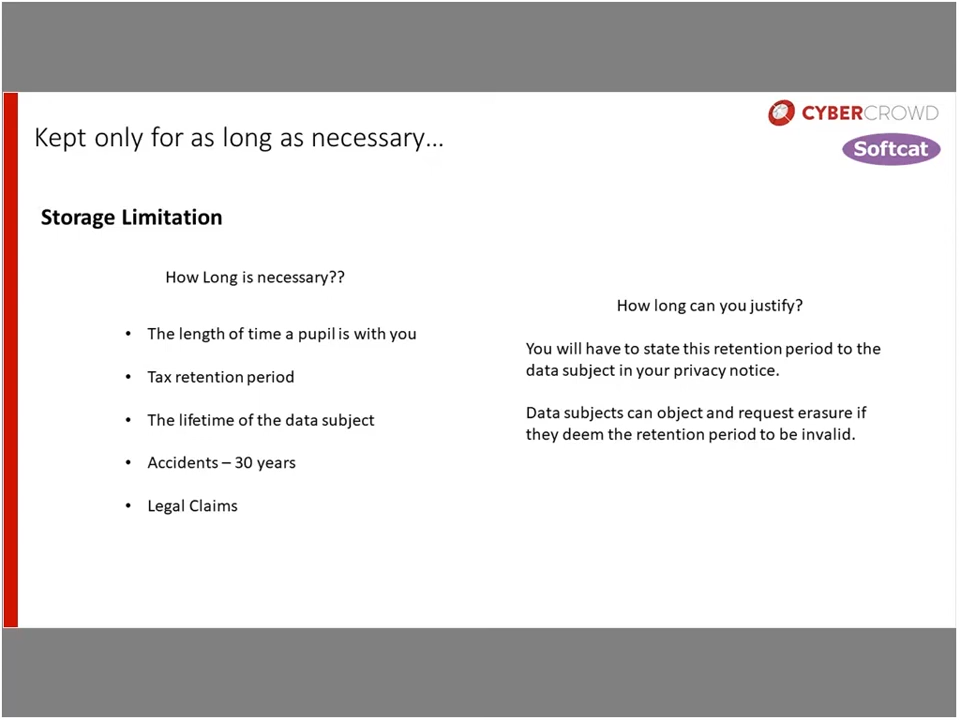 CYBERCROWD
Softcat
Kept only for as long as necessary...
Storage Limitation
How Long is necessary??
• The length of time a pupil is with you
• Tax retention period
• The lifetime of the data subject
• Accidents – 30 years
• Legal Claims
How long can you justify?
You will have to state this retention period to the
data subject in your privacy notice.
Data subjects can object and request erasure if
they deem the retention period to be invalid.